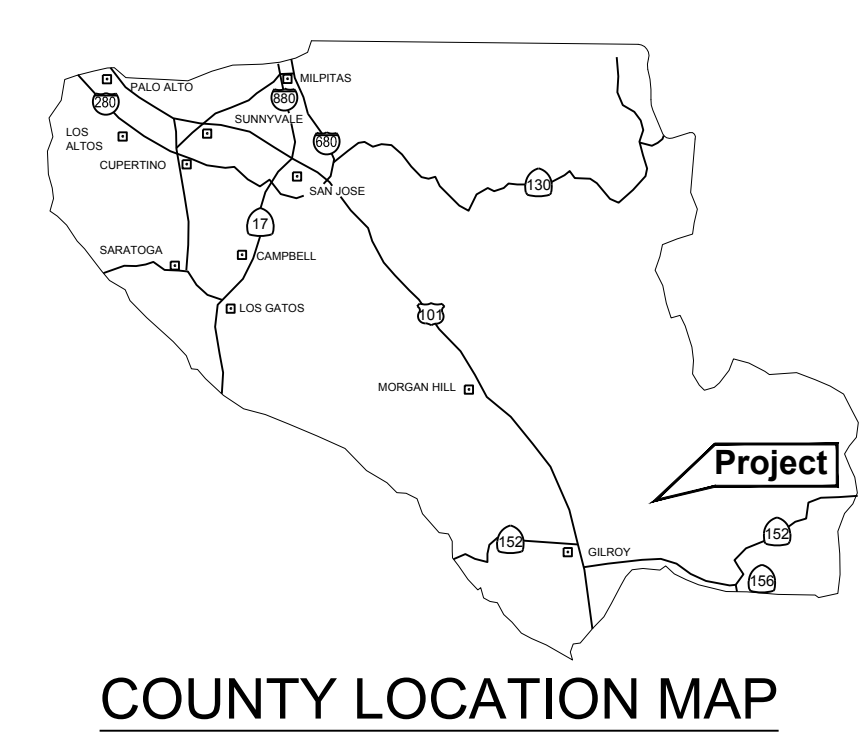 MILPITAS
PALO ALTO
280
880
SUNNYVALE
LOS
ALTOS
680
CUPERTINO
130
SAN JOSE
17
SARATOGA
CAMPBELL
LOS GATOS
101
MORGAN HILL
Project
152
152
GILROY
156
COUNTY LOCATION MAP